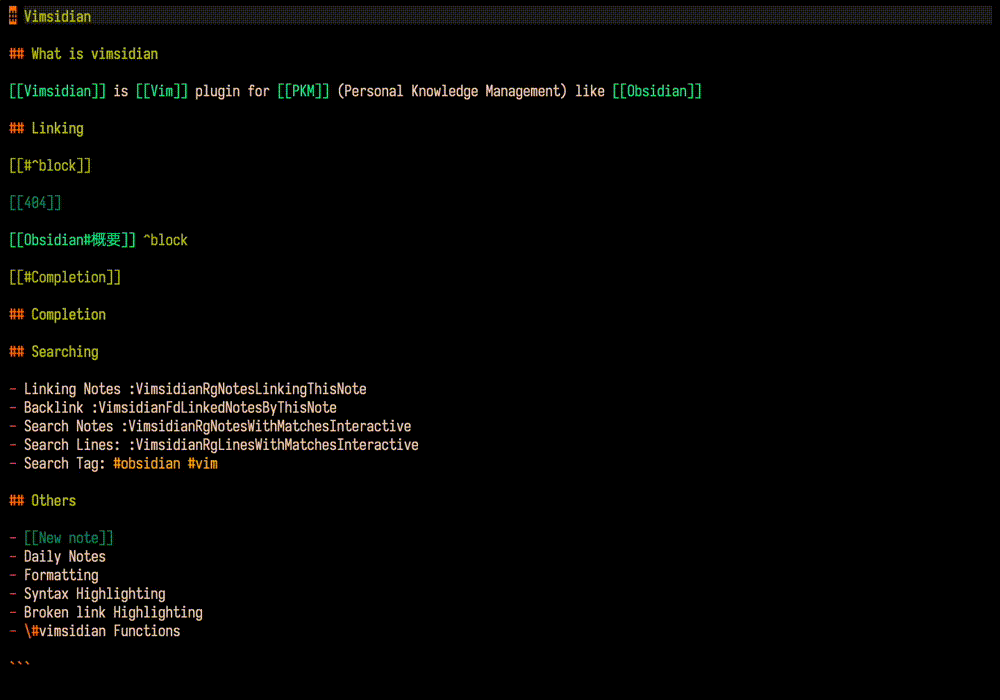 # Vimsidian
## What is vimsidian
[[Vimsidian]] is [[Vim]] plugin for [[PKM]] (Personal Knowledge Management) like [[Obsidian]]
## Linking
[[#^block]]
[[404]]
[[Obsidian#概要]] ^block
[[#Completion]]
## Completion
## Searching
- Linking Notes :VimsidianRgNotesLinkingThisNote
- Backlink :VimsidianFdLinkedNotesByThisNote
- Search Notes :VimsidianRgNotesWithMatchesInteractive
- Search Lines: :VimsidianRgLinesWithMatchesInteractive
- Search Tag: #obsidian #vim
## Others
- [[New note]]
- Daily Notes
- Formatting
- Syntax Highlighting
- Broken link Highlighting
- \#vimsidian Functions
```